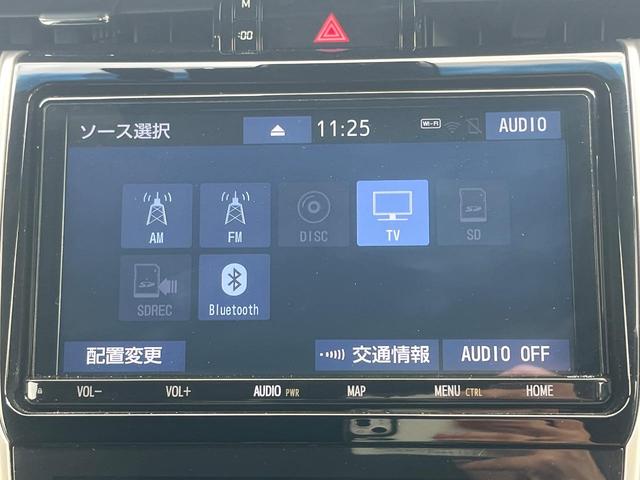 M
:00
ソース選択
11:25
Wi-Fi
AUDIO
AM
FM
DISC
TV
SD
SDREC
Bluetooth
配置変更
交通情報
AUDIO OFF
VOL-
VOL+
AUDIO PWR
MAP
MENU CTRL
HOME